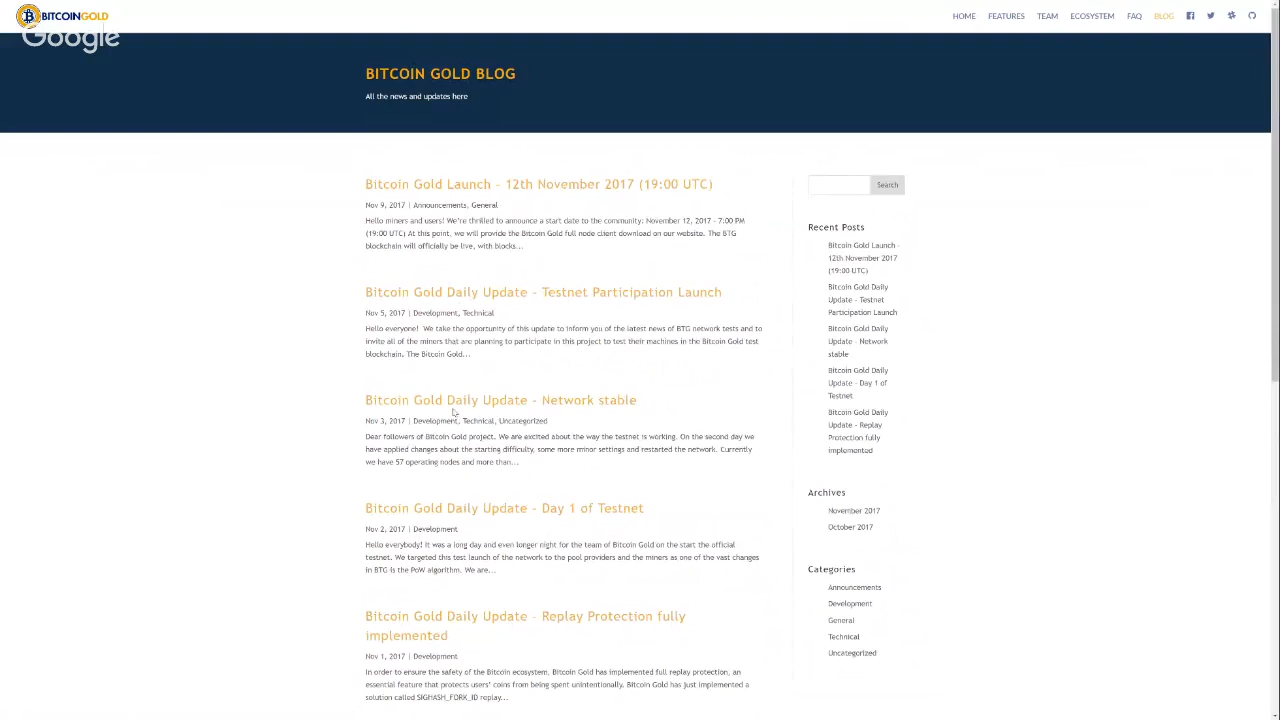 BITCOINGOLD
HOME FEATURES TEAM ECOSYSTEM FAQ BLOG
Google
BITCOIN GOLD BLOG
All the news and updates here
Bitcoin Gold Launch – 12th November 2017 (19:00 UTC)
Nov 9, 2017 | Announcements, General
Hello miners and users! We're thrilled to announce a start date to the community: November 12, 2017 - 7:00 PM
(19:00 UTC) At this point, we will provide the Bitcoin Gold full node client download on our website. The BTG
blockchain will officially be live, with blocks...
Bitcoin Gold Daily Update – Testnet Participation Launch
Nov 5, 2017 | Development, Technical
Hello everyone!  We take the opportunity of this update to inform you of the latest news of BTG network tests and to
invite all of the miners that are planning to participate in this project to test their machines in the Bitcoin Gold test
blockchain. The Bitcoin Gold...
Bitcoin Gold Daily Update – Network stable
Nov 3, 2017 | Development, Technical, Uncategorized
Dear followers of Bitcoin Gold project. We are excited about the way the testnet is working. On the second day we
have applied changes about the starting difficulty, some more minor settings and restarted the network. Currently
we have 57 operating nodes and more than...
Bitcoin Gold Daily Update – Day 1 of Testnet
Nov 2, 2017 | Development
Hello everybody! It was a long day and even longer night for the team of Bitcoin Gold on the start the official
testnet. We targeted this test launch of the network to the pool providers and the miners as one of the vast changes
in BTG is the PoW algorithm. We are...
Bitcoin Gold Daily Update – Replay Protection fully
implemented
Nov 1, 2017 | Development
In order to ensure the safety of the Bitcoin ecosystem, Bitcoin Gold has implemented full replay protection, an
essential feature that protects users' coins from being spent unintentionally. Bitcoin Gold has just implemented a
solution called SIGHASH_FORK_ID replay...
Search
Recent Posts
Bitcoin Gold Launch –
12th November 2017
(19:00 UTC)
Bitcoin Gold Daily
Update – Testnet
Participation Launch
Bitcoin Gold Daily
Update – Network
stable
Bitcoin Gold Daily
Update – Day 1 of
Testnet
Bitcoin Gold Daily
Update – Replay
Protection fully
implemented
Archives
November 2017
October 2017
Categories
Announcements
Development
General
Technical
Uncategorized